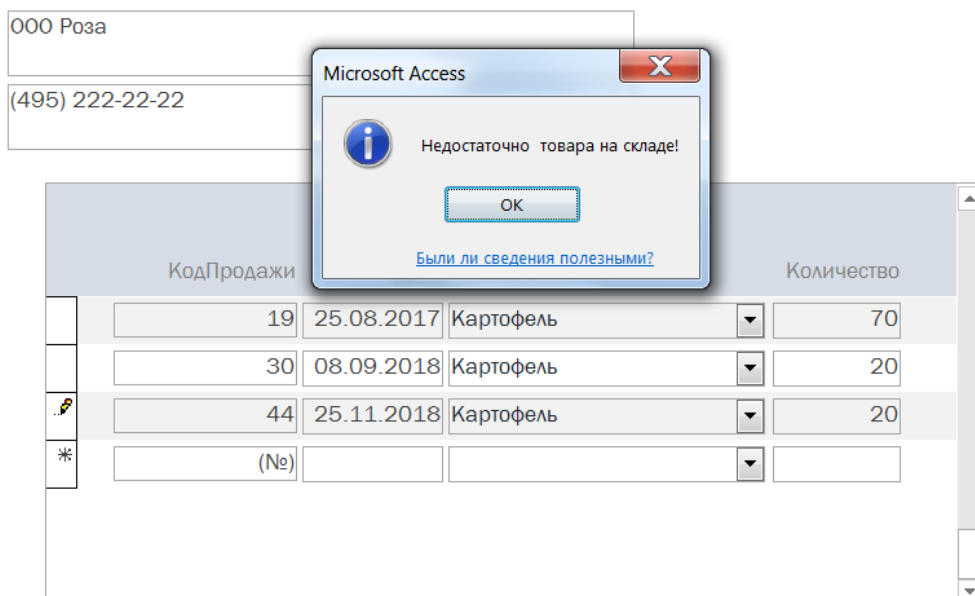 ООО Роза
(495) 222-22-22
Microsoft Access
Недостаточно товара на складе!
ОК
Были ли сведения полезными?
КодПродажи Количество
19 25.08.2017 Картофель 70
30 08.09.2018 Картофель 20
44 25.11.2018 Картофель 20
(№)